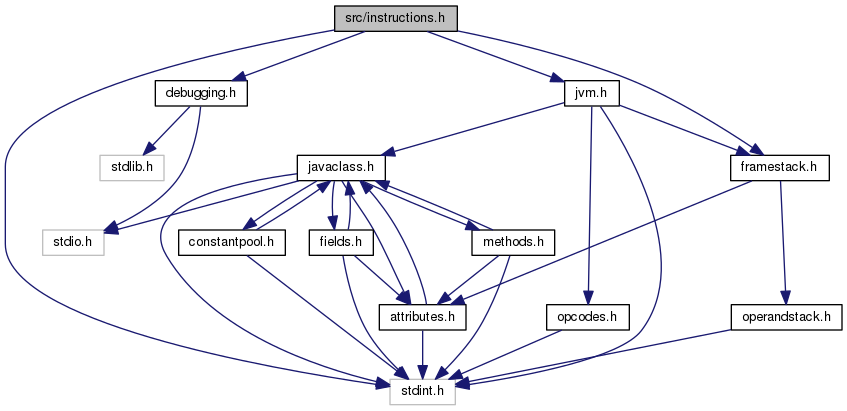 src/instructions.h
debugging.h
jvm.h
stdlib.h
javaclass.h
framestack.h
stdio.h
constantpool.h
fields.h
methods.h
attributes.h
opcodes.h
operandstack.h
stdint.h